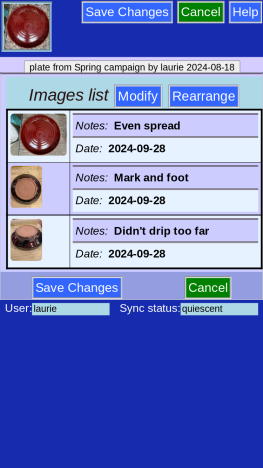 Save Changes Cancel Help
plate from Spring campaign by laurie 2024-08-18
Images list Modify Rearrange
Notes: Even spread
Date: 2024-09-28
Notes: Mark and foot
Date: 2024-09-28
Notes: Didn't drip too far
Date: 2024-09-28
Save Changes Cancel
User: laurie Sync status: quiescent